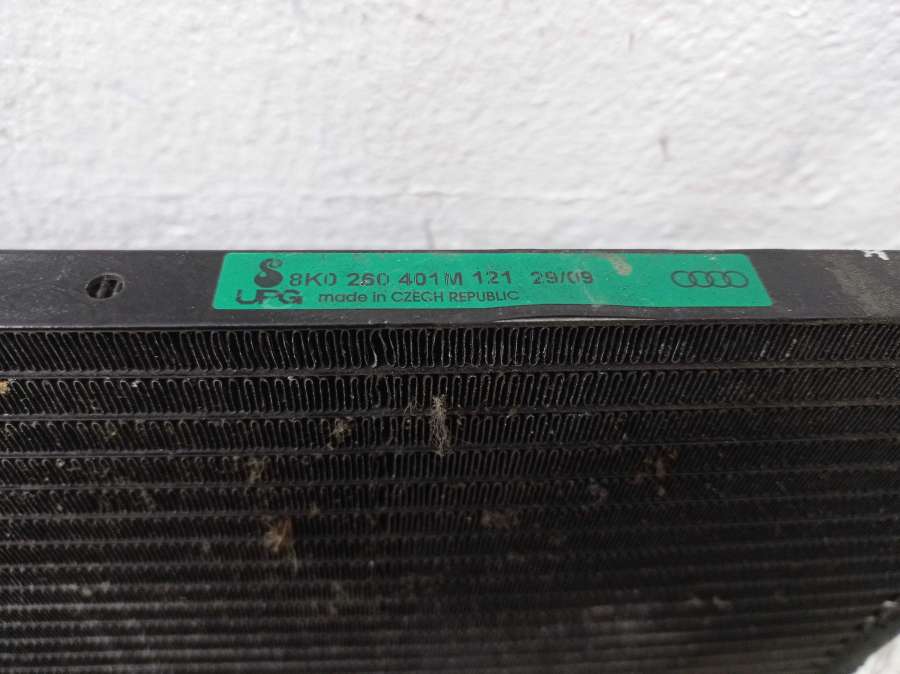 8K0 260 401M 121 29/09
UPG made in CZECH REPUBLIC